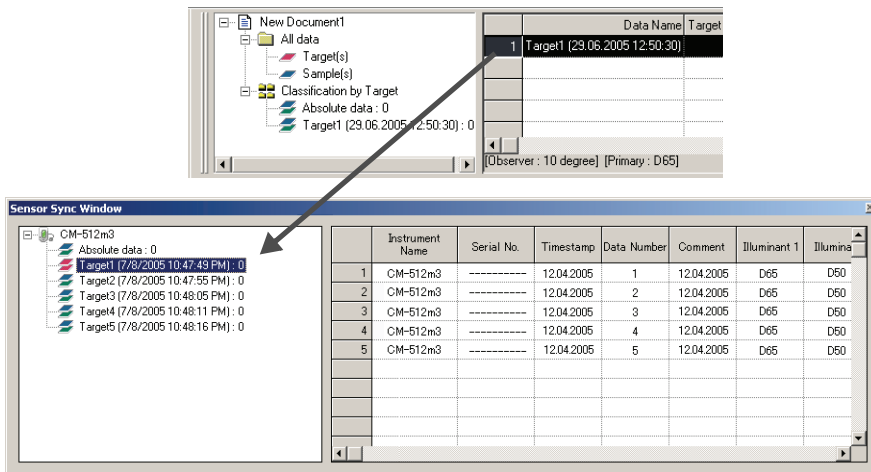 New Document1
All data
Target(s)
Sample(s)
Classification by Target
Absolute data : 0
Target1 (29.06.2005 12:50:30) : 0
Data Name Target
1 Target1 (29.06.2005 12:50:30)
[Observer : 10 degree] [Primary : D65]
Sensor Sync Window
CM-512m3
Absolute data : 0
Target1 (7/8/2005 10:47:49 PM) : 0
Target2 (7/8/2005 10:47:55 PM) : 0
Target3 (7/8/2005 10:48:05 PM) : 0
Target4 (7/8/2005 10:48:11 PM) : 0
Target5 (7/8/2005 10:48:16 PM) : 0
Instrument Name Serial No. Timestamp Data Number Comment Illuminant 1 Illumina
1 CM-512m3 ---------- 12.04.2005 1 12.04.2005 D65 D50
2 CM-512m3 ---------- 12.04.2005 2 12.04.2005 D65 D50
3 CM-512m3 ---------- 12.04.2005 3 12.04.2005 D65 D50
4 CM-512m3 ---------- 12.04.2005 4 12.04.2005 D65 D50
5 CM-512m3 ---------- 12.04.2005 5 12.04.2005 D65 D50